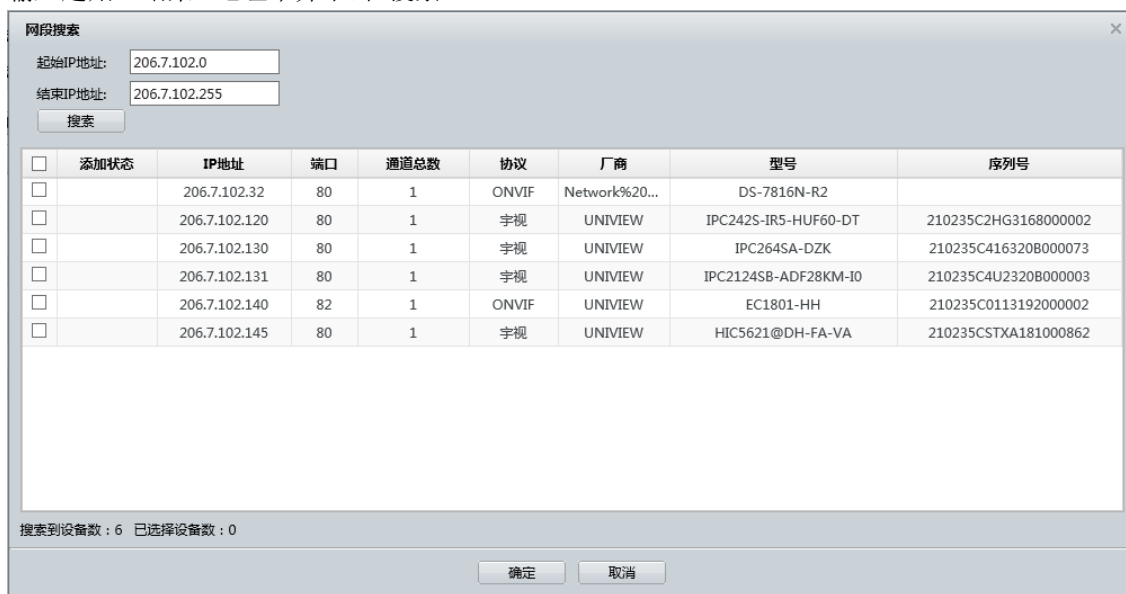 网段搜索
起始IP地址: 206.7.102.0
结束IP地址: 206.7.102.255
搜索
添加状态 IP地址 端口 通道总数 协议 厂商 型号 序列号
206.7.102.32 80 1 ONVIF Network%20... DS-7816N-R2
206.7.102.120 80 1 宇视 UNIVIEW IPC242S-IR5-HUF60-DT 210235C2HG3168000002
206.7.102.130 80 1 宇视 UNIVIEW IPC264SA-DZK 210235C416320B000073
206.7.102.131 80 1 宇视 UNIVIEW IPC2124SB-ADF28KM-I0 210235C4U2320B000003
206.7.102.140 82 1 ONVIF UNIVIEW EC1801-HH 210235C0113192000002
206.7.102.145 80 1 宇视 UNIVIEW HIC5621@DH-FA-VA 210235CSTXA181000862
搜索到设备数：6 已选择设备数：0
确定 取消